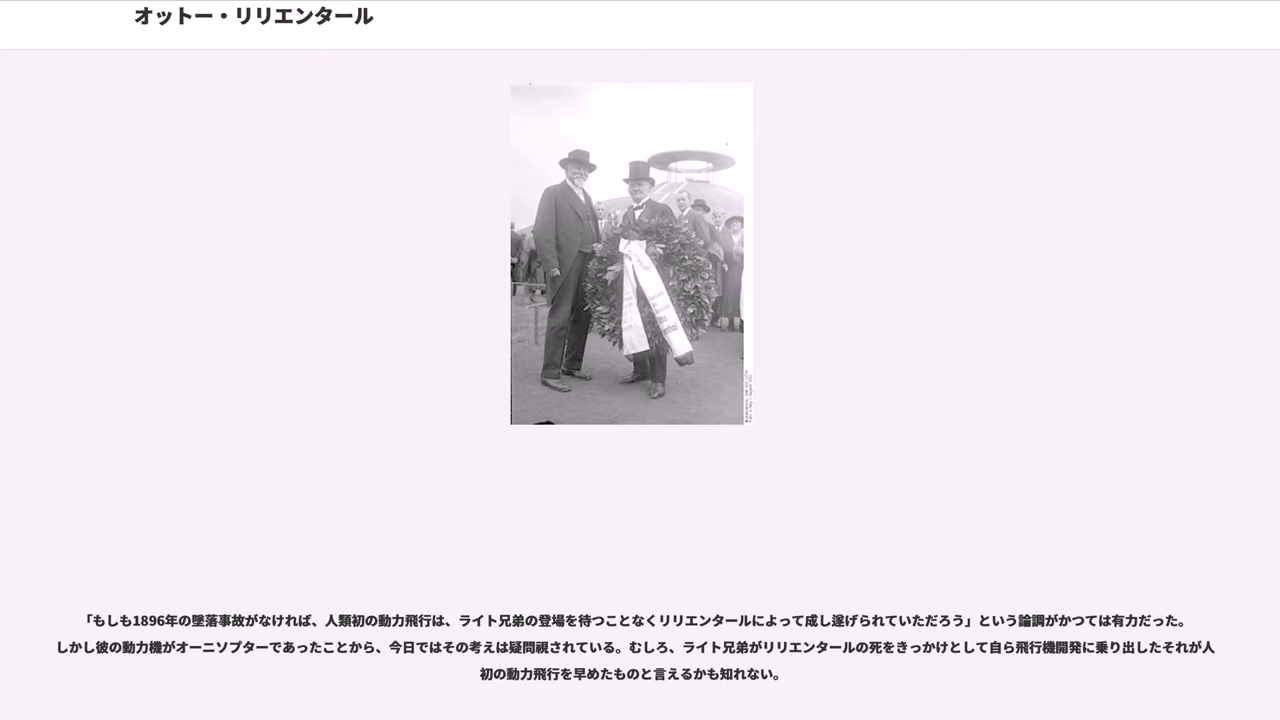 オットー・リリエンタール
「もしも1896年の墜落事故がなければ、人類初の動力飛行は、ライト兄弟の登場を待つことなくリリエンタールによって成し遂げられていただろう」という論調がかつては有力だった。
しかし彼の動力機がオーニソプターであったことから、今日ではその考えは疑問視されている。むしろ、ライト兄弟がリリエンタールの死をきっかけとして自ら飛行機開発に乗り出したそれが人
初の動力飛行を早めたものと言えるかも知れない。